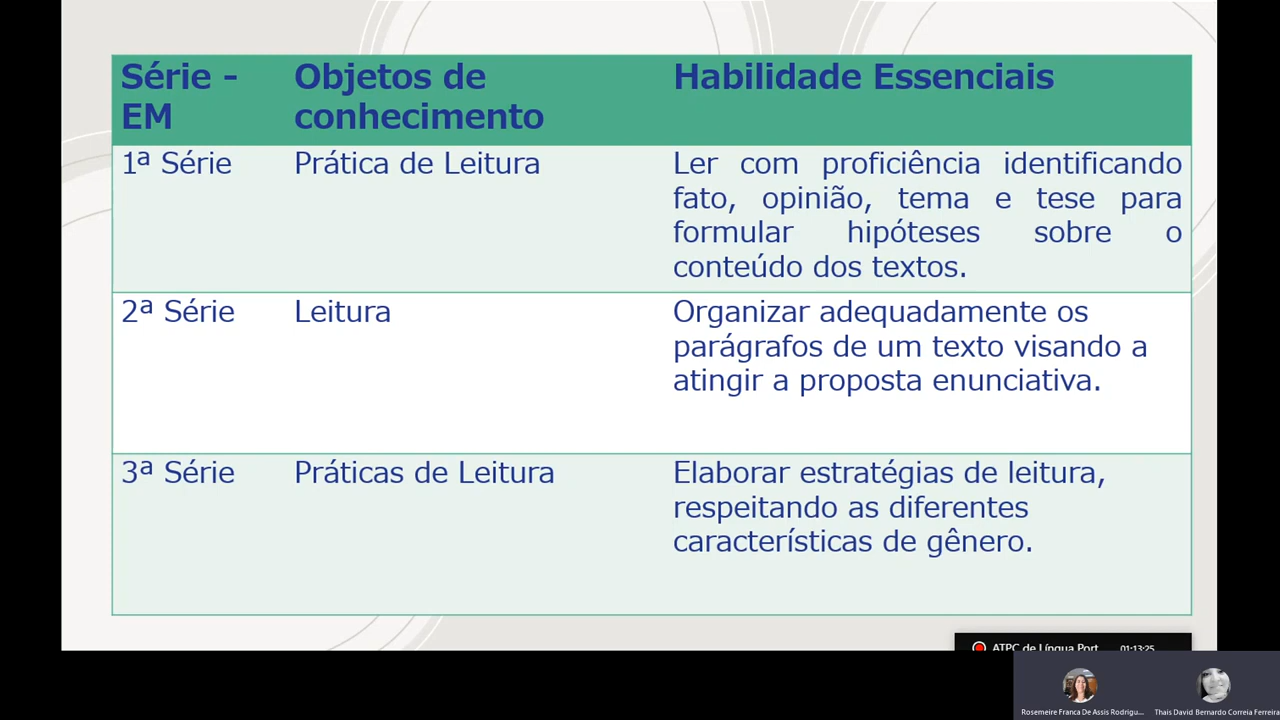 Série - EM
Objetos de conhecimento
Habilidade Essenciais
1ª Série
Prática de Leitura
Ler com proficiência identificando
fato, opinião, tema e tese para
formular hipóteses sobre o
conteúdo dos textos.
2ª Série
Leitura
Organizar adequadamente os
parágrafos de um texto visando a
atingir a proposta enunciativa.
3ª Série
Práticas de Leitura
Elaborar estratégias de leitura,
respeitando as diferentes
características de gênero.
ATPC de Língua Port
01:13:25
Rosemeire Franca De Assis Rodrigu...
Thais David Bernardo Correia Ferreira